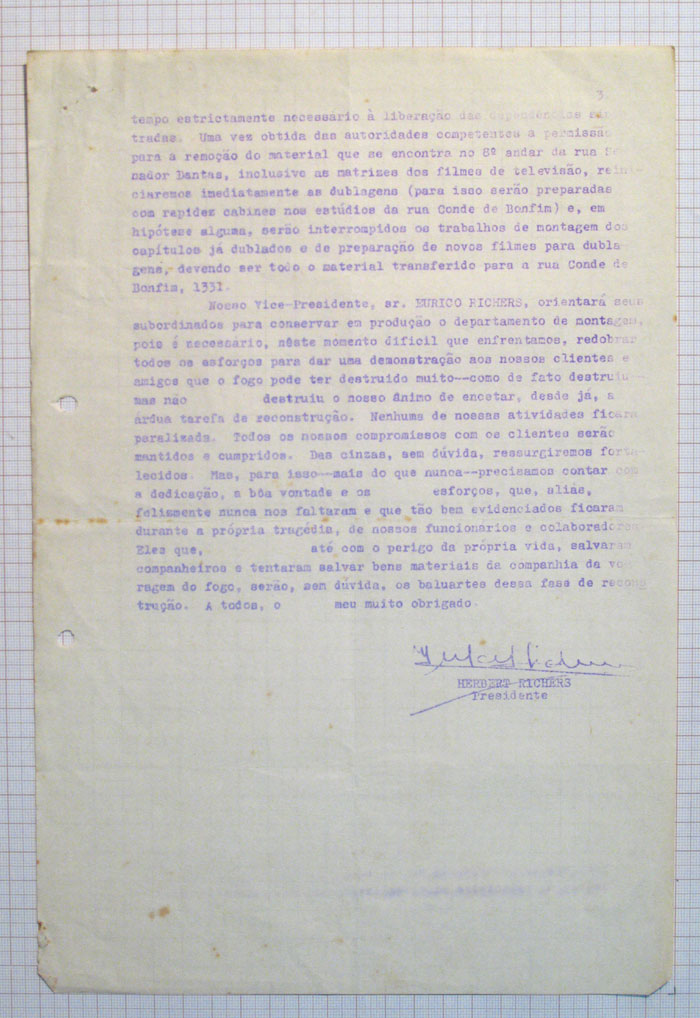 3
tempo estrictamente necessário à liberação das dependências
tradas. Uma vez obtida das autoridades competentes a permissão
para a remoção do material que se encontra no 8º andar da rua Se-
nador Dantas, inclusive as matrizes dos filmes de televisão, reini-
ciaremos imediatamente as dublagens (para isso serão preparadas
com rapidez cabines nos estúdios da rua Conde de Bonfim) e, em
hipótese alguma, serão interrompidos os trabalhos de montagem dos
capítulos já dublados e de preparação de novos filmes para dubla-
gens, devendo ser todo o material transferido para a rua Conde de
Bonfim, 1331.
Nosso Vice-Presidente, sr. EURICO RICHERS, orientará seus
subordinados para conservar em produção o departamento de montagem,
pois é necessário, nêste momento dificil que enfrentamos, redobrar
todos os esforços para dar uma demonstração aos nossos clientes e
amigos que o fogo pode ter destruido muito--como de fato destruiu--
mas não destruiu o nosso ânimo de encetar, desde já, a
árdua tarefa de reconstrução. Nenhuma de nossas atividades ficará
paralizada. Todos os nossos compromissos com os clientes serão
mantidos e cumpridos. Das cinzas, sem dúvida, ressurgiremos forta-
lecidos. Mas, para isso--mais do que nunca--precisamos contar com
a dedicação, a bôa vontade e os esforços, que, aliás,
felizmente nunca nos faltaram e que tão bem evidenciados ficaram
durante a própria tragédia, de nossos funcionários e colaboradores.
Eles que, até com o perigo da própria vida, salvaram
companheiros e tentaram salvar bens materiais da companhia da vo-
ragem do fogo, serão, sem dúvida, os baluartes dessa fase de recons
trução. A todos, o meu muito obrigado.
HERBERT RICHERS
Presidente